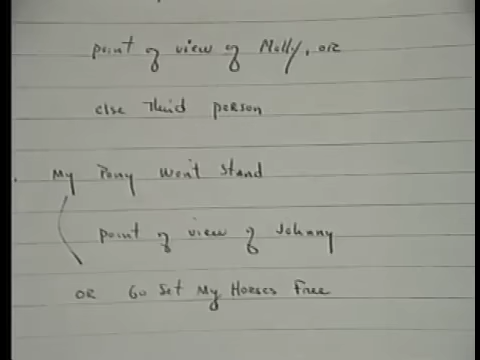 point of view of Molly, or
else third person
. My Pony Won't Stand
point of view of Johnny
or Go Set My Horses Free